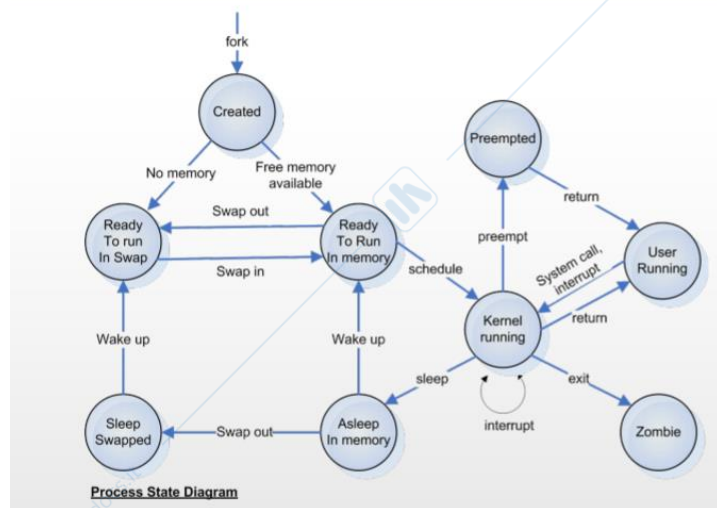 fork
Created
Preempted
No memory
Free memory
available
Ready
To run
In Swap
Swap out
Swap in
Ready
To Run
In memory
schedule
preempt
return
System call,
interrupt
User
Running
return
Kernel
running
Wake up
Wake up
sleep
exit
interrupt
Sleep
Swapped
Swap out
Asleep
In memory
Zombie
Process State Diagram